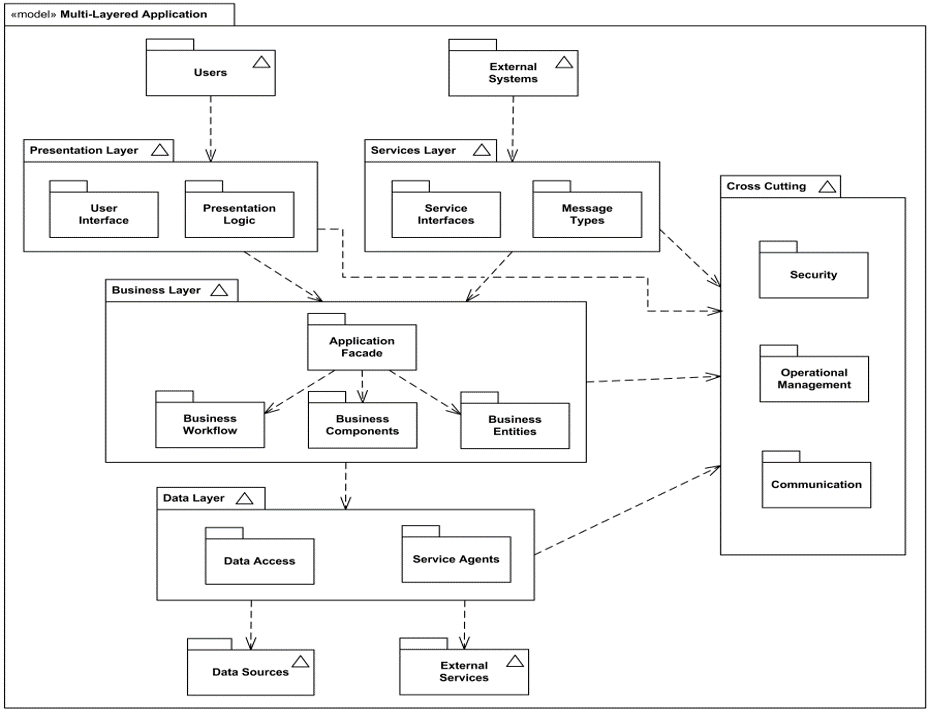 «model» Multi-Layered Application
Users
External
Systems
Presentation Layer
User
Interface
Presentation
Logic
Services Layer
Service
Interfaces
Message
Types
Cross Cutting
Security
Operational
Management
Communication
Business Layer
Application
Facade
Business
Workflow
Business
Components
Business
Entities
Data Layer
Data Access
Service Agents
Data Sources
External
Services